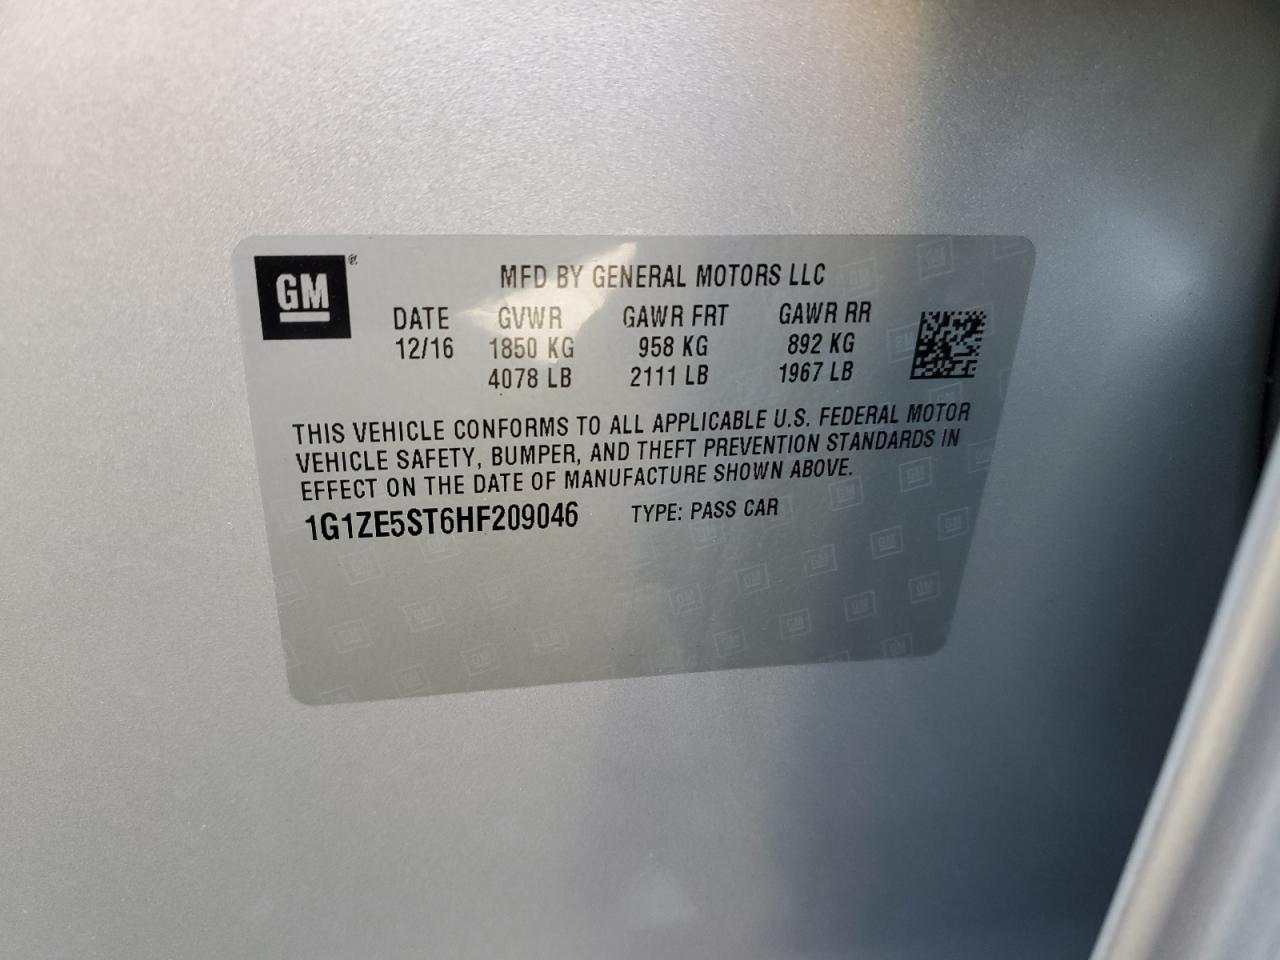 GM®
MFD BY GENERAL MOTORS LLC
DATE GVWR GAWR FRT GAWR RR
12/16 1850 KG 958 KG 892 KG
4078 LB 2111 LB 1967 LB
THIS VEHICLE CONFORMS TO ALL APPLICABLE U.S. FEDERAL MOTOR
VEHICLE SAFETY, BUMPER, AND THEFT PREVENTION STANDARDS IN
EFFECT ON THE DATE OF MANUFACTURE SHOWN ABOVE.
1G1ZE5ST6HF209046 TYPE: PASS CAR